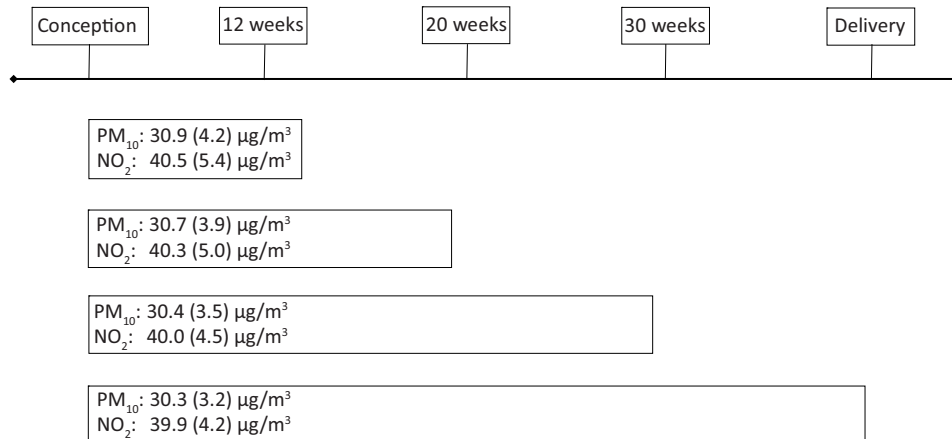 Conception 12 weeks 20 weeks 30 weeks Delivery
PM₁₀: 30.9 (4.2) µg/m³
NO₂: 40.5 (5.4) µg/m³
PM₁₀: 30.7 (3.9) µg/m³
NO₂: 40.3 (5.0) µg/m³
PM₁₀: 30.4 (3.5) µg/m³
NO₂: 40.0 (4.5) µg/m³
PM₁₀: 30.3 (3.2) µg/m³
NO₂: 39.9 (4.2) µg/m³